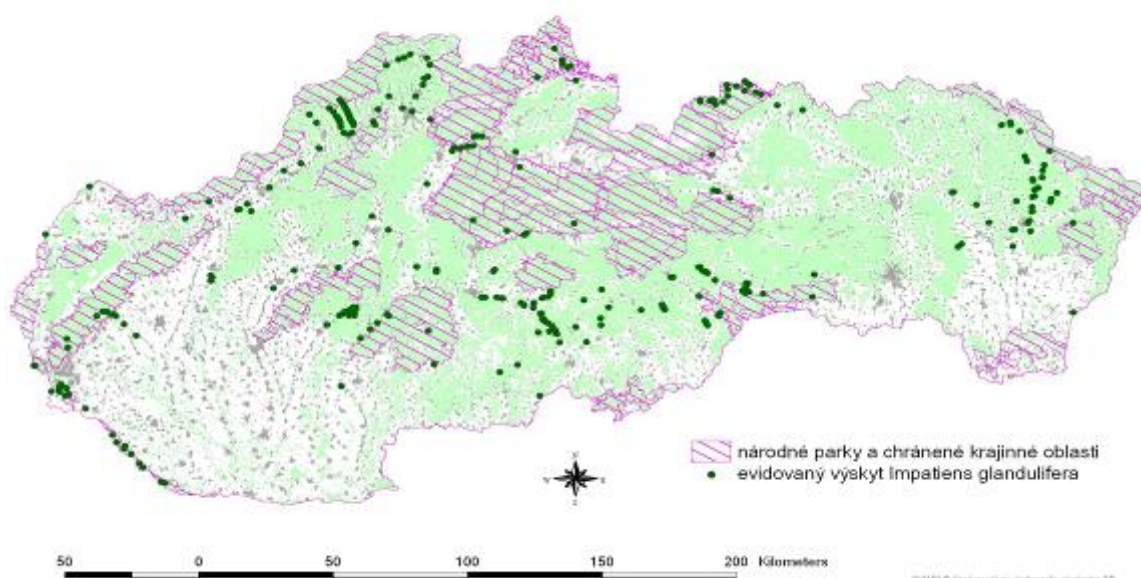 národné parky a chránené krajinné oblasti
evidovaný výskyt Impatiens glandulifera
50 0 50 100 150 200 Kilometers